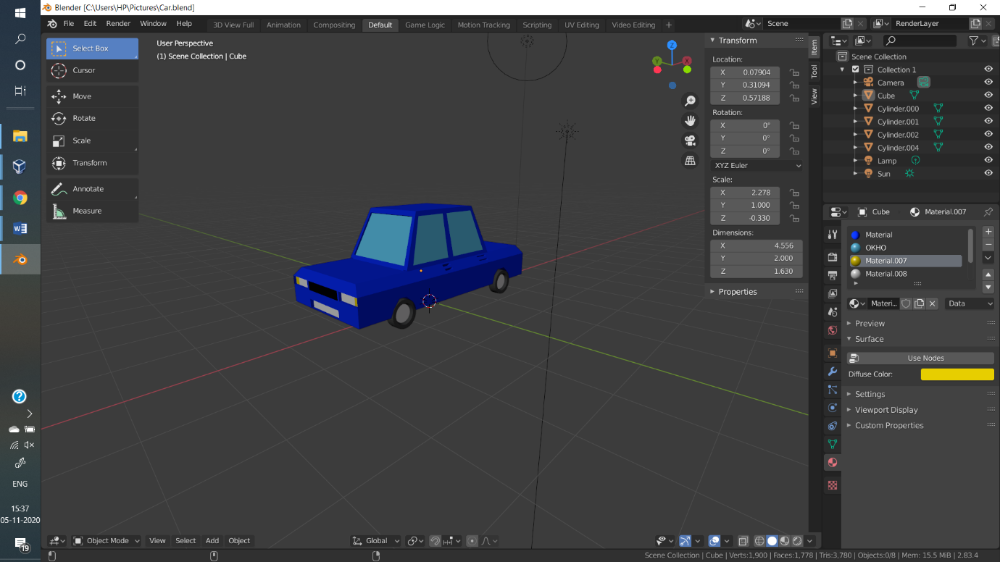 Blender [C:\Users\HP\Pictures\Car.blend]
File Edit Render Window Help
3D View Full Animation Compositing Default Game Logic Motion Tracking Scripting UV Editing Video Editing +
Scene RenderLayer
Select Box
Cursor
Move
Rotate
Scale
Transform
Annotate
Measure
User Perspective
(1) Scene Collection | Cube
Z
Y
X
Transform
Location:
X 0.07904
Y 0.31094
Z 0.57188
Rotation:
X 0°
Y 0°
Z 0°
XYZ Euler
Scale:
X 2.278
Y 1.000
Z -0.330
Dimensions:
X 4.556
Y 2.000
Z 1.630
Properties
Item
Tool
View
Scene Collection
Collection 1
Camera
Cube
Cylinder.000
Cylinder.001
Cylinder.002
Cylinder.004
Lamp
Sun
Cube Material.007
Material
ОКНО
Material.007
Material.008
Materi... Data
Preview
Surface
Use Nodes
Diffuse Color:
Settings
Viewport Display
Custom Properties
Object Mode View Select Add Object Global
Scene Collection | Cube | Verts:1,900 | Faces:1,778 | Tris:3,780 | Objects:0/8 | Mem: 15.5 MiB | 2.83.4
ENG
15:37
05-11-2020
19